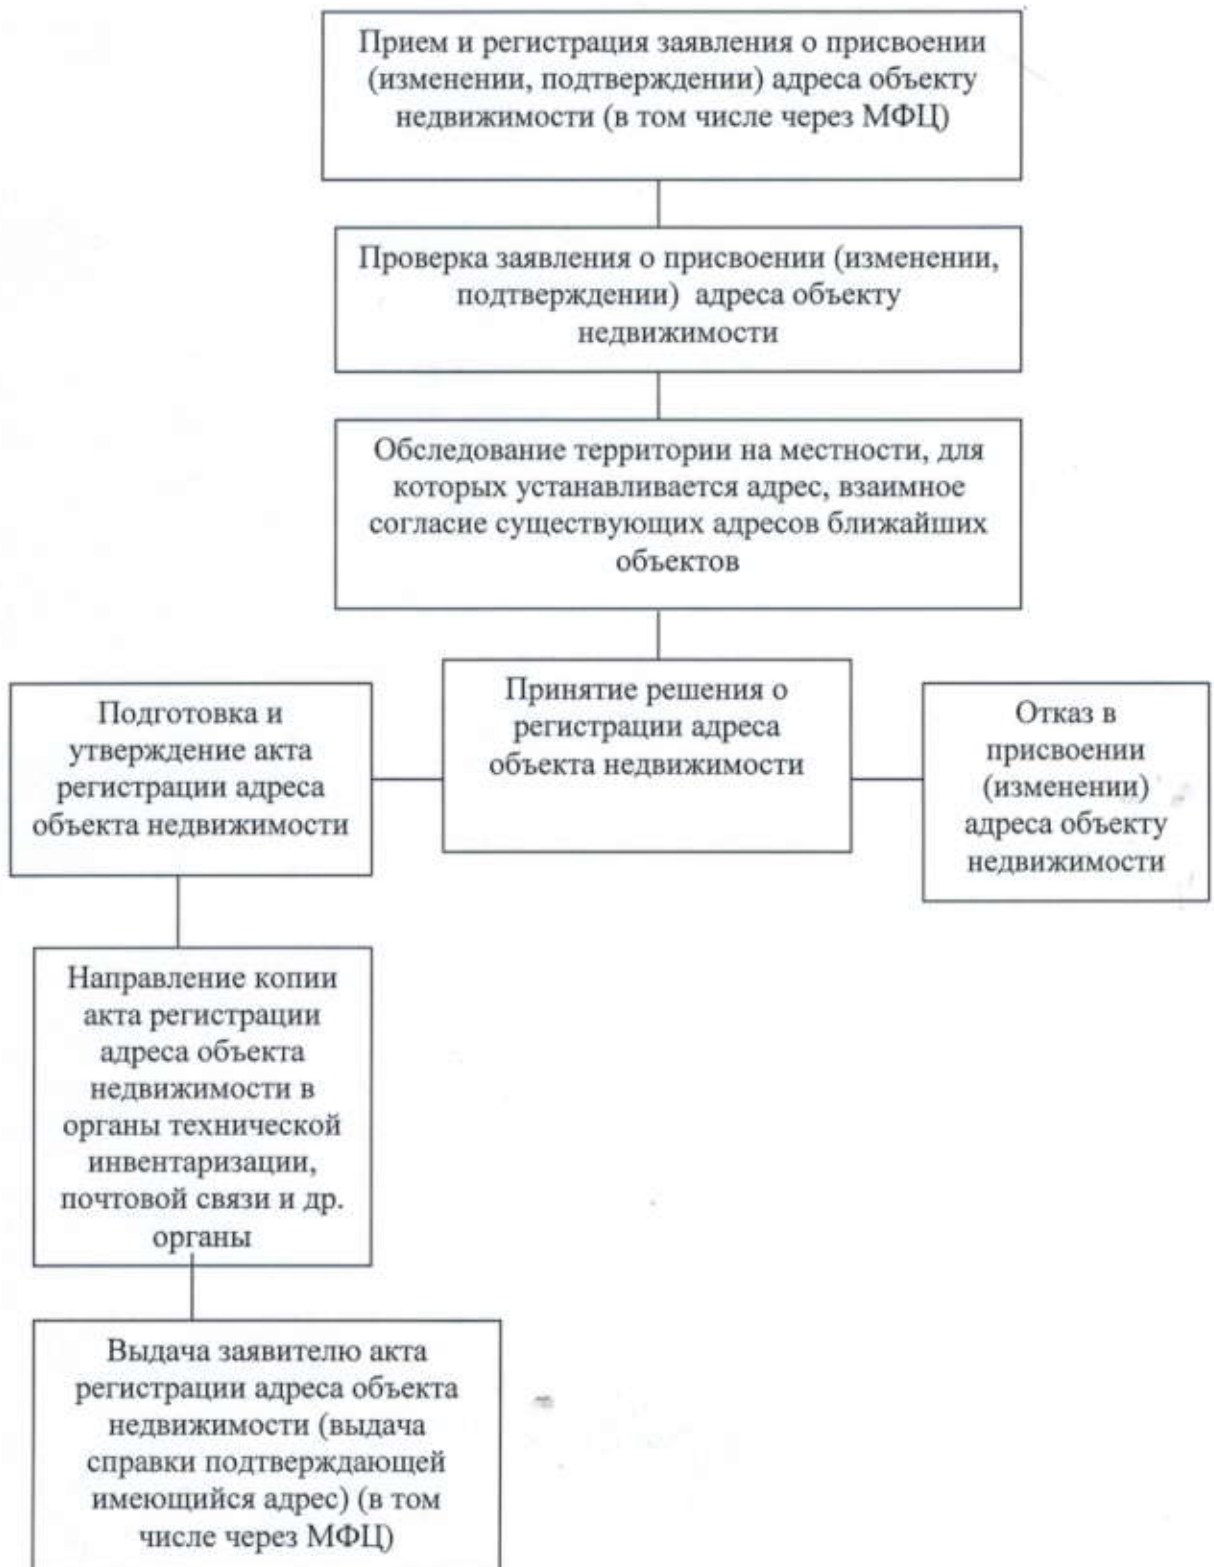 Прием и регистрация заявления о присвоении
(изменении, подтверждении) адреса объекту
недвижимости (в том числе через МФЦ)
Проверка заявления о присвоении (изменении,
подтверждении) адреса объекту
недвижимости
Обследование территории на местности, для
которых устанавливается адрес, взаимное
согласие существующих адресов ближайших
объектов
Принятие решения о
регистрации адреса
объекта недвижимости
Подготовка и
утверждение акта
регистрации адреса
объекта недвижимости
Отказ в
присвоении
(изменении)
адреса объекту
недвижимости
Направление копии
акта регистрации
адреса объекта
недвижимости в
органы технической
инвентаризации,
почтовой связи и др.
органы
Выдача заявителю акта
регистрации адреса объекта
недвижимости (выдача
справки подтверждающей
имеющийся адрес) (в том
числе через МФЦ)